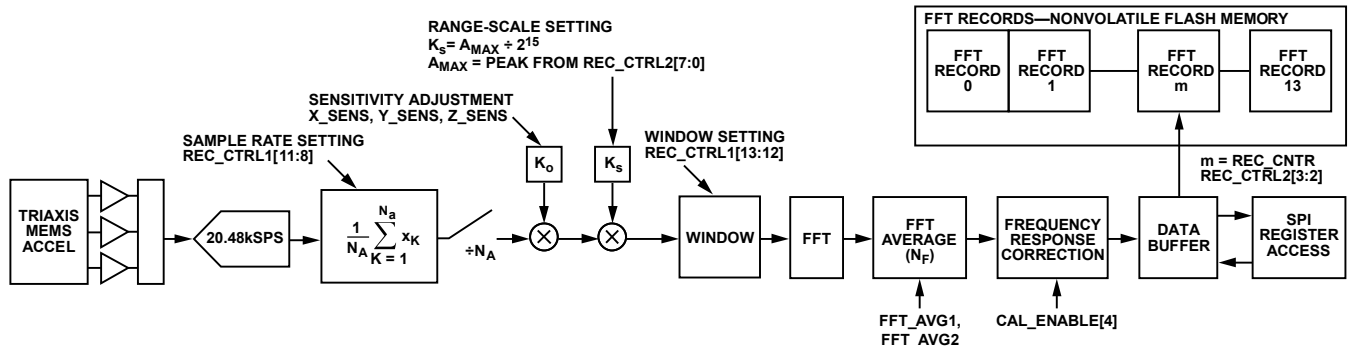 RANGE-SCALE SETTING
Ks= AMAX ÷ 2^15
AMAX = PEAK FROM REC_CTRL2[7:0]
SENSITIVITY ADJUSTMENT
X_SENS, Y_SENS, Z_SENS
SAMPLE RATE SETTING
REC_CTRL1[11:8]
Ko
Ks
WINDOW SETTING
REC_CTRL1[13:12]
FFT RECORDS—NONVOLATILE FLASH MEMORY
FFT
RECORD
0
FFT
RECORD
1
FFT
RECORD
m
FFT
RECORD
13
m = REC_CNTR
REC_CTRL2[3:2]
TRIAXIS
MEMS
ACCEL
20.48kSPS
Na
1 ∑ xK
NA K = 1
÷NA
×
×
WINDOW
FFT
FFT
AVERAGE
(NF)
FREQUENCY
RESPONSE
CORRECTION
DATA
BUFFER
SPI
REGISTER
ACCESS
FFT_AVG1,
FFT_AVG2
CAL_ENABLE[4]